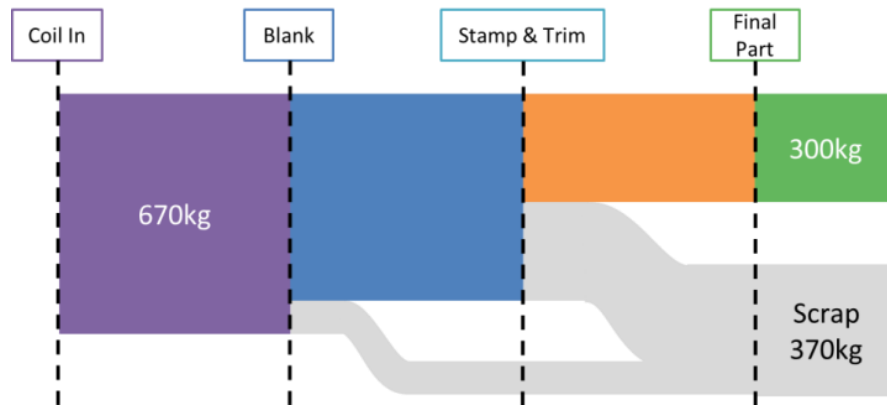 Coil In
Blank
Stamp & Trim
Final
Part
670kg
300kg
Scrap
370kg